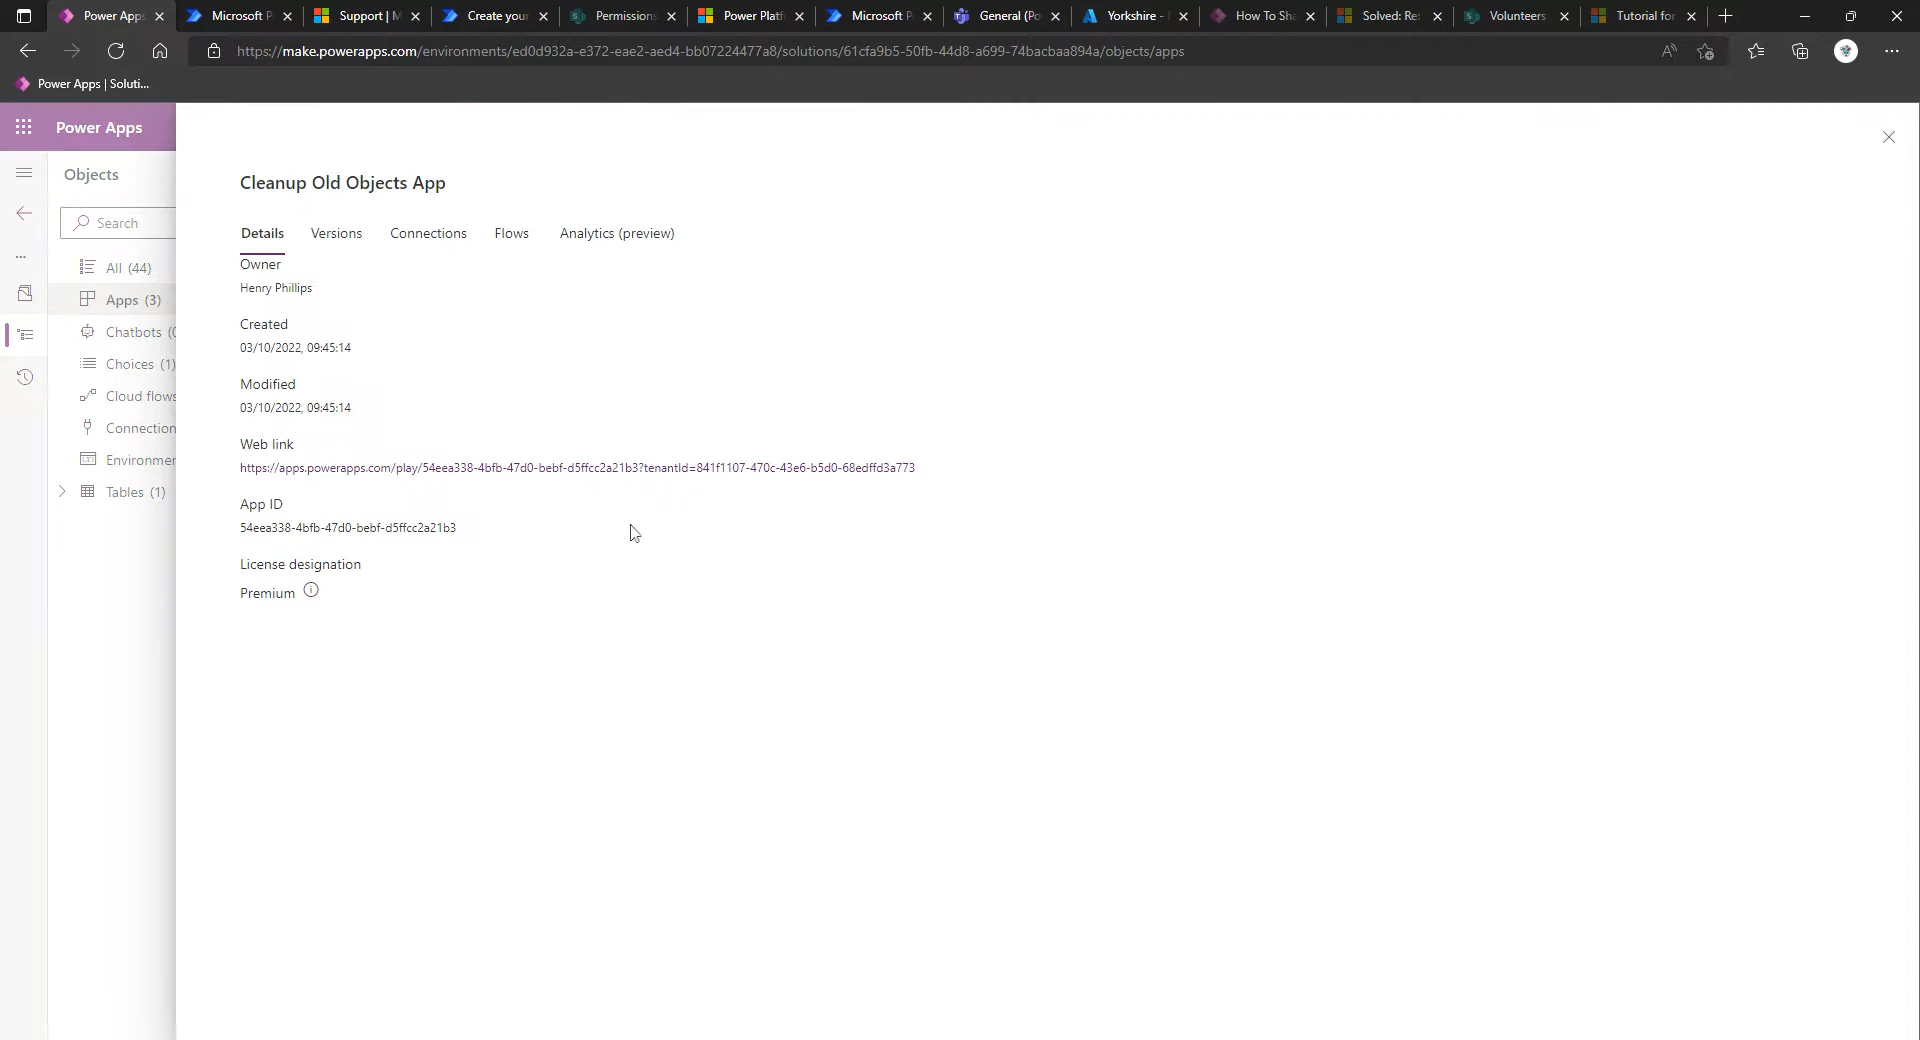 Power Apps
Microsoft P
Support | M
Create your
Permissions
Power Platf
Microsoft P
General (Po
Yorkshire -
How To Sha
Solved: Re:
Volunteers
Tutorial for
https://make.powerapps.com/environments/ed0d932a-e372-eae2-aed4-bb07224477a8/solutions/61cfa9b5-50fb-44d8-a699-74bacbaa894a/objects/apps
Power Apps | Soluti...
Power Apps
Objects
Search
All (44)
Apps (3)
Chatbots (0
Choices (1)
Cloud flows
Connection
Environmen
Tables (1)
Cleanup Old Objects App
Details Versions Connections Flows Analytics (preview)
Owner
Henry Phillips
Created
03/10/2022, 09:45:14
Modified
03/10/2022, 09:45:14
Web link
https://apps.powerapps.com/play/54eea338-4bfb-47d0-bebf-d5ffcc2a21b3?tenantId=841f1107-470c-43e6-b5d0-68edffd3a773
App ID
54eea338-4bfb-47d0-bebf-d5ffcc2a21b3
License designation
Premium